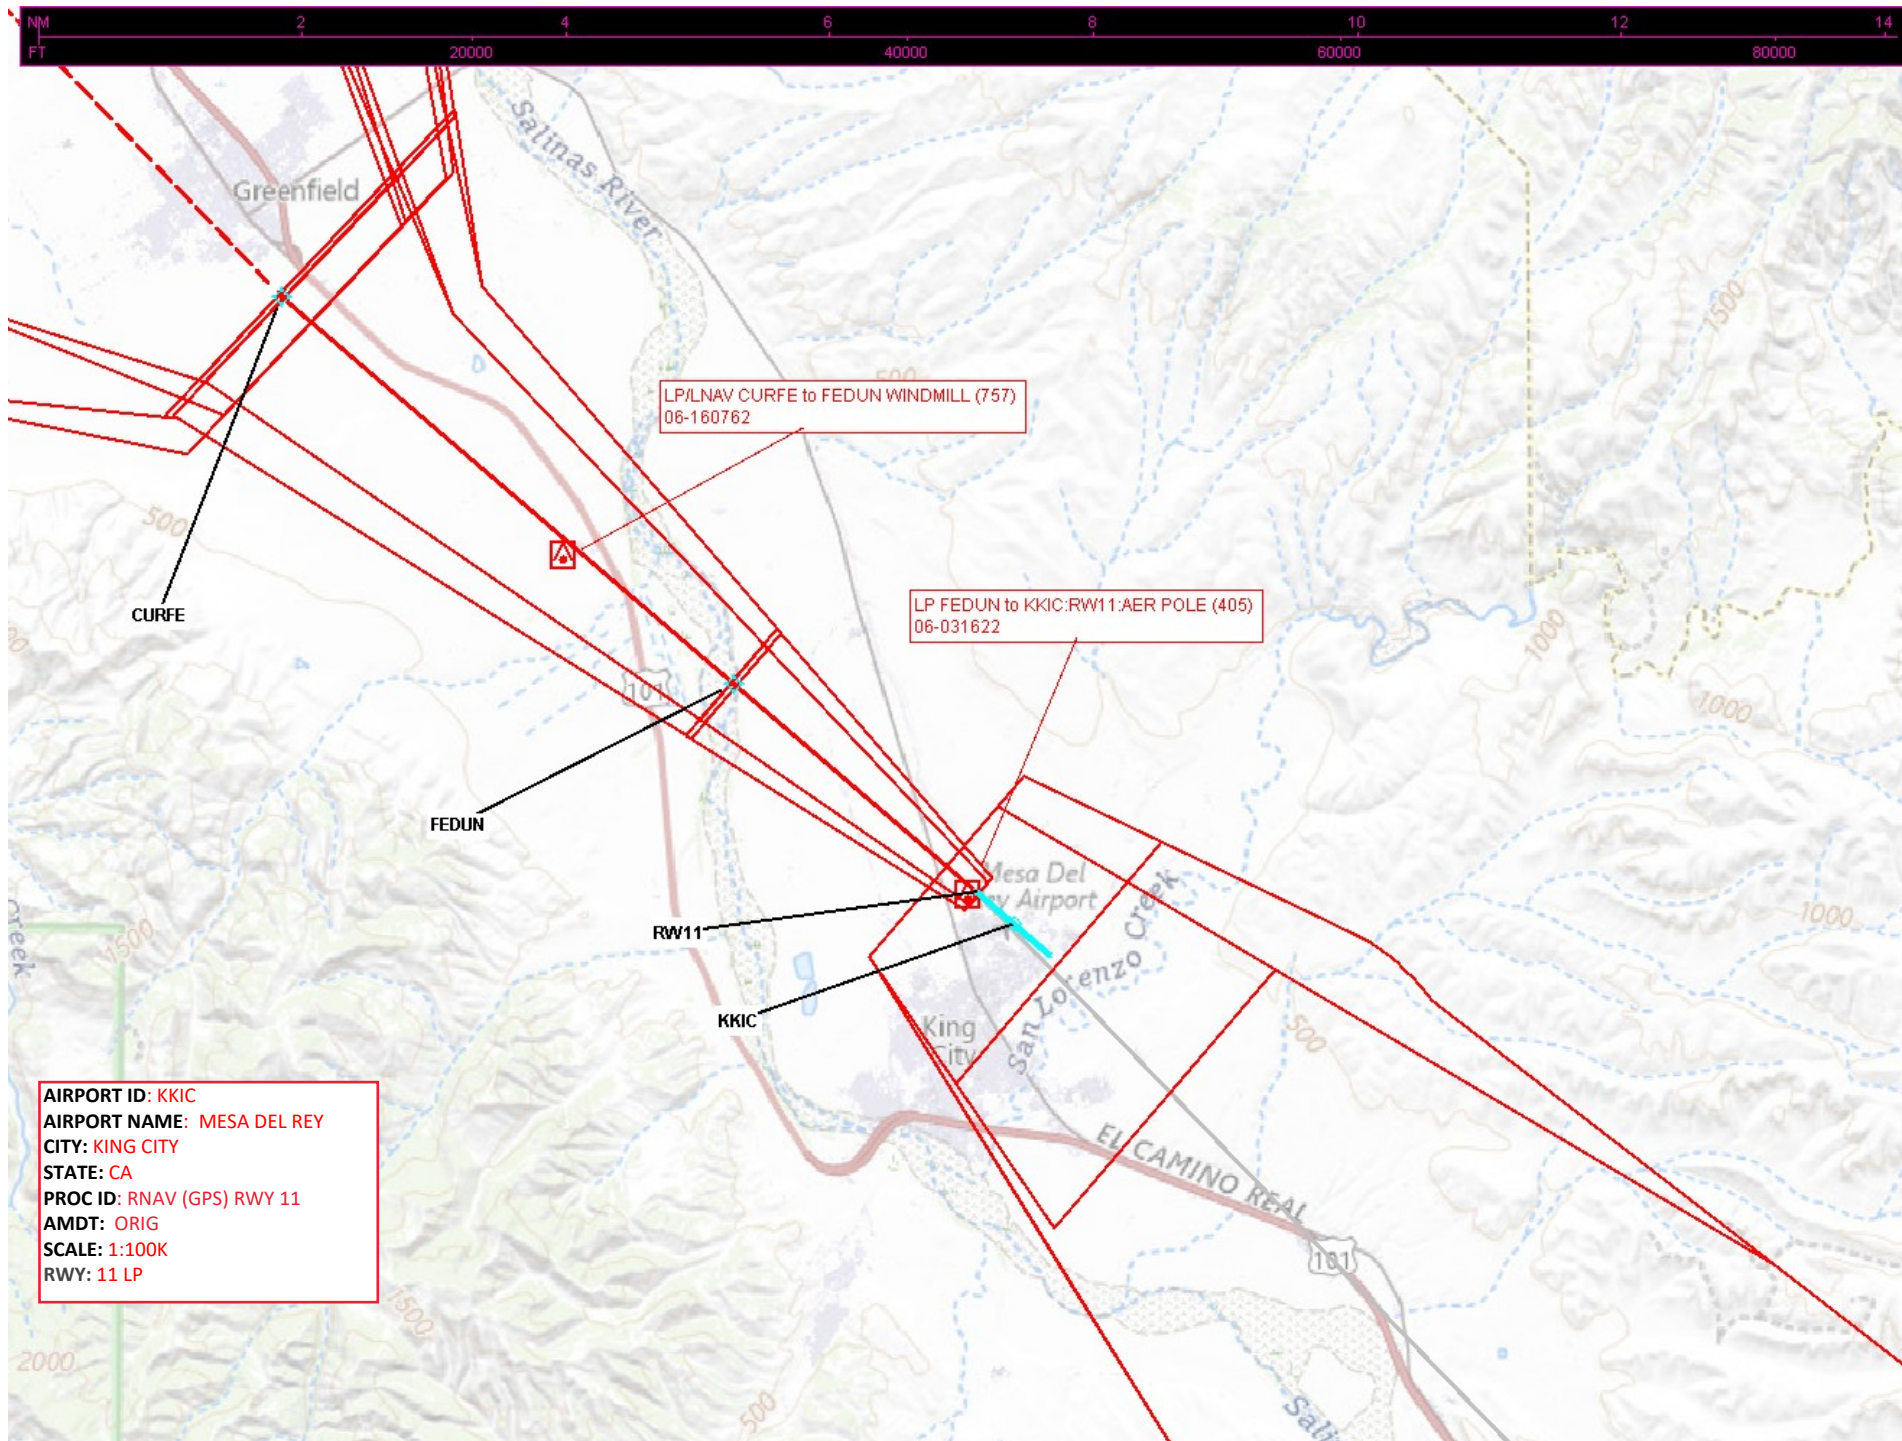 NM 2 4 6 8 10 12 14
FT 20000 40000 60000 80000
Salinas River
Greenfield
LP/LNAV CURFE to FEDUN WINDMILL (757)
06-160762
500
1500
500
CURFE
LP FEDUN to KKIC:RW11:AER POLE (405)
06-031622
1000
101
1000
FEDUN
Mesa Del
Airport
1000
Creek
1500
RW11
San Lorenzo Creek
KKIC
King
City
500
AIRPORT ID: KKIC
AIRPORT NAME: MESA DEL REY
CITY: KING CITY
STATE: CA
PROC ID: RNAV (GPS) RWY 11
AMDT: ORIG
SCALE: 1:100K
RWY: 11 LP
EL CAMINO REAL
101
1500
2000
500